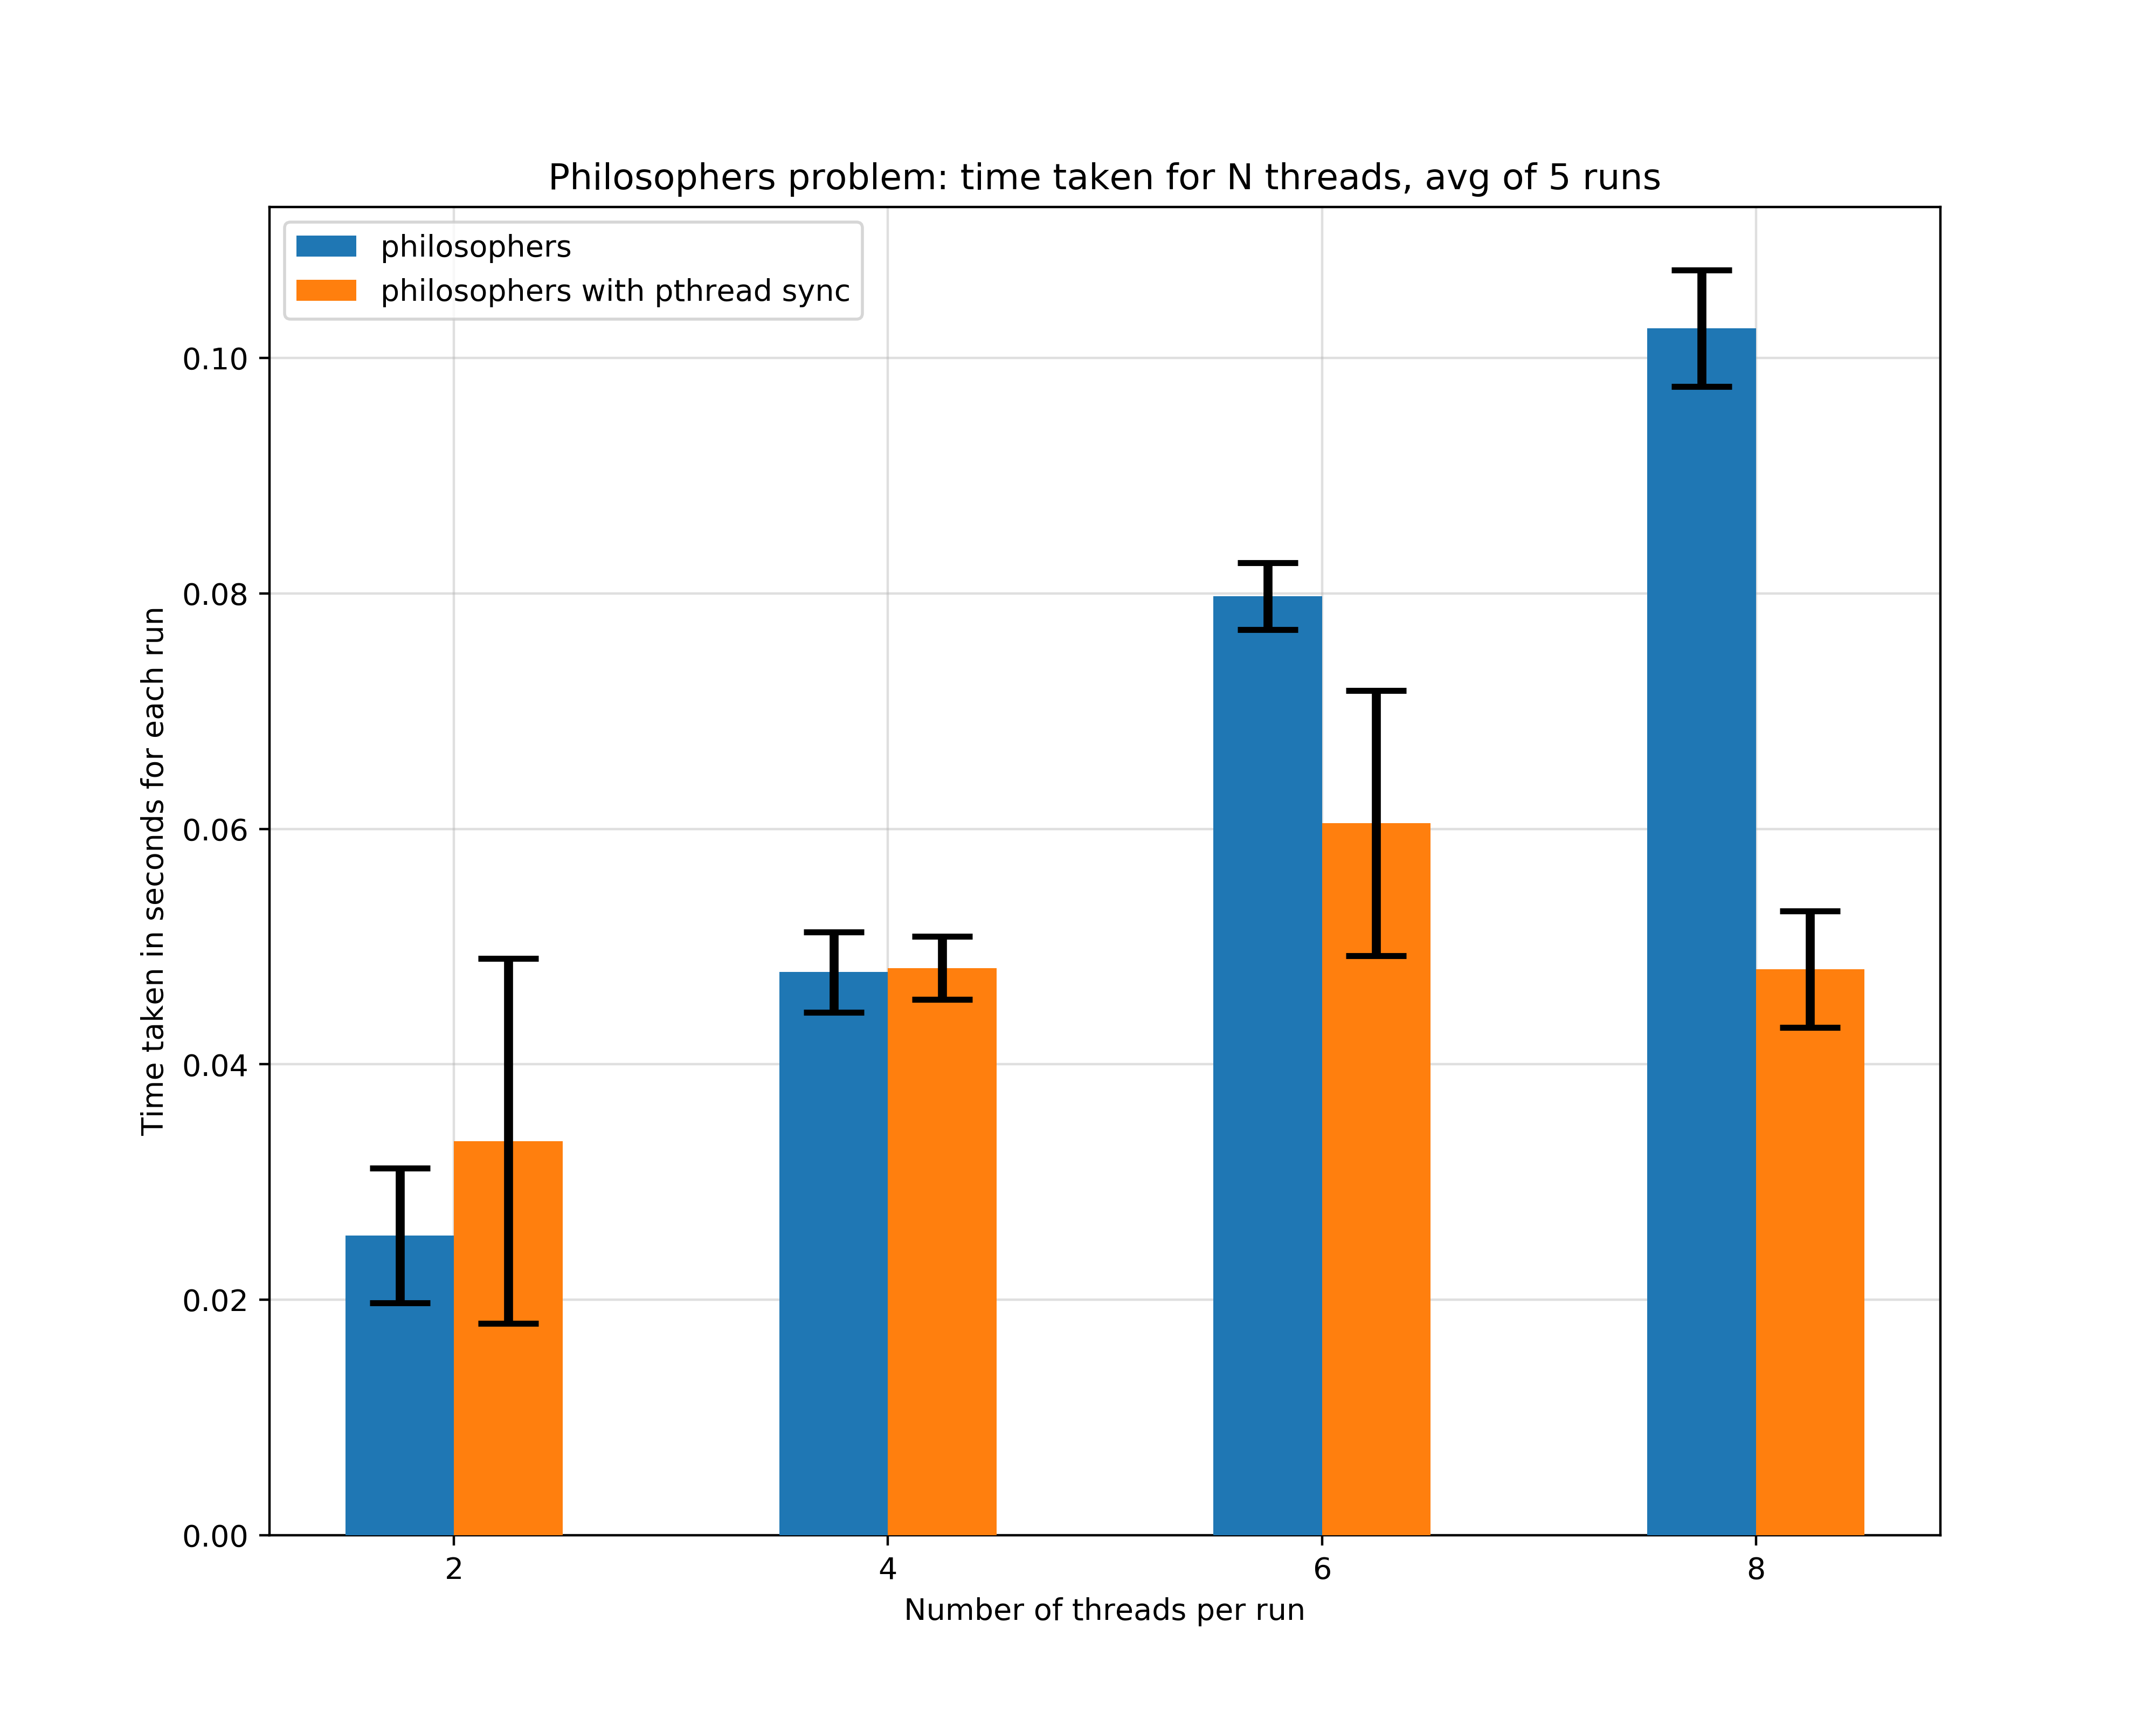 Philosophers problem: time taken for N threads, avg of 5 runs
philosophers
philosophers with pthread sync
Time taken in seconds for each run
0.10
0.08
0.06
0.04
0.02
0.00
2 4 6 8
Number of threads per run